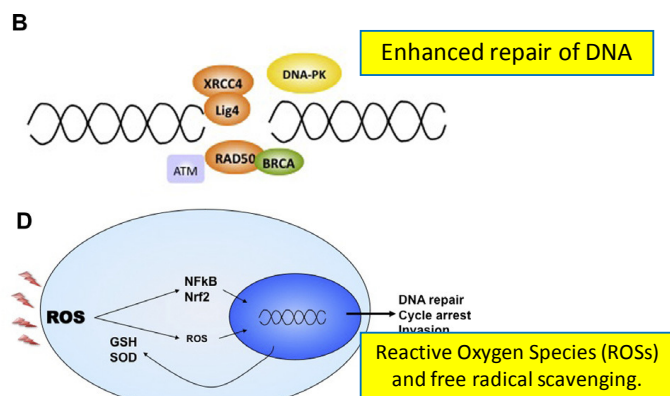 B
Enhanced repair of DNA
XRCC4
DNA-PK
Lig4
RAD50
BRCA
ATM
D
NFkB
Nrf2
ROS
ROS
GSH
SOD
DNA repair
Cycle arrest
Invasion
Reactive Oxygen Species (ROSs)
and free radical scavenging.